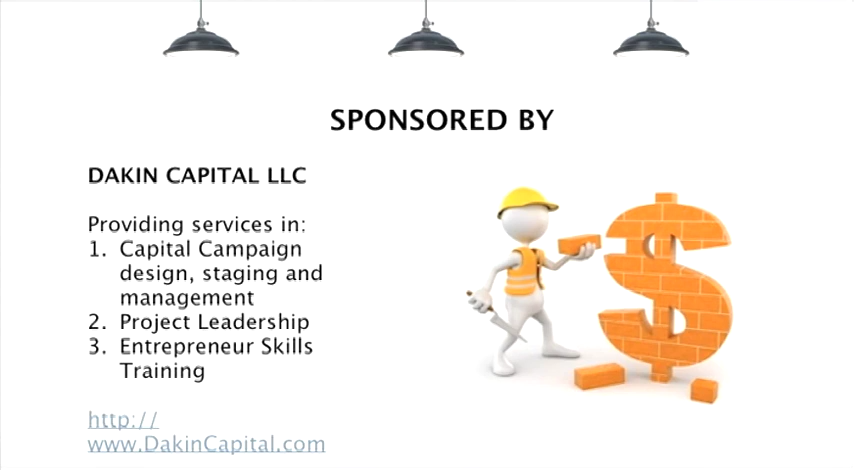 SPONSORED BY
DAKIN CAPITAL LLC
Providing services in:
1. Capital Campaign
design, staging and
management
2. Project Leadership
3. Entrepreneur Skills
Training
http://
www.DakinCapital.com